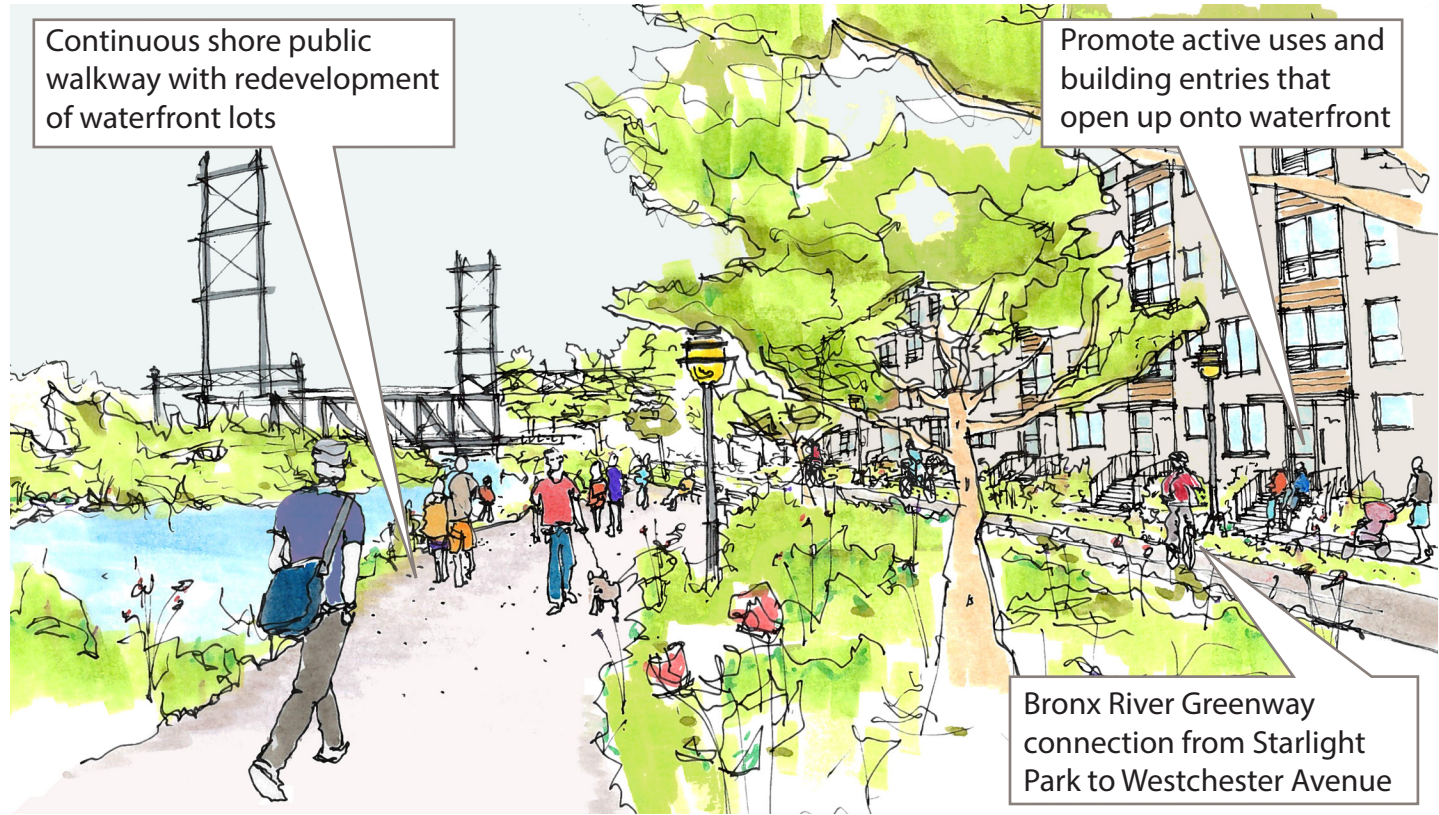 Continuous shore public
walkway with redevelopment
of waterfront lots
Promote active uses and
building entries that
open up onto waterfront
Bronx River Greenway
connection from Starlight
Park to Westchester Avenue